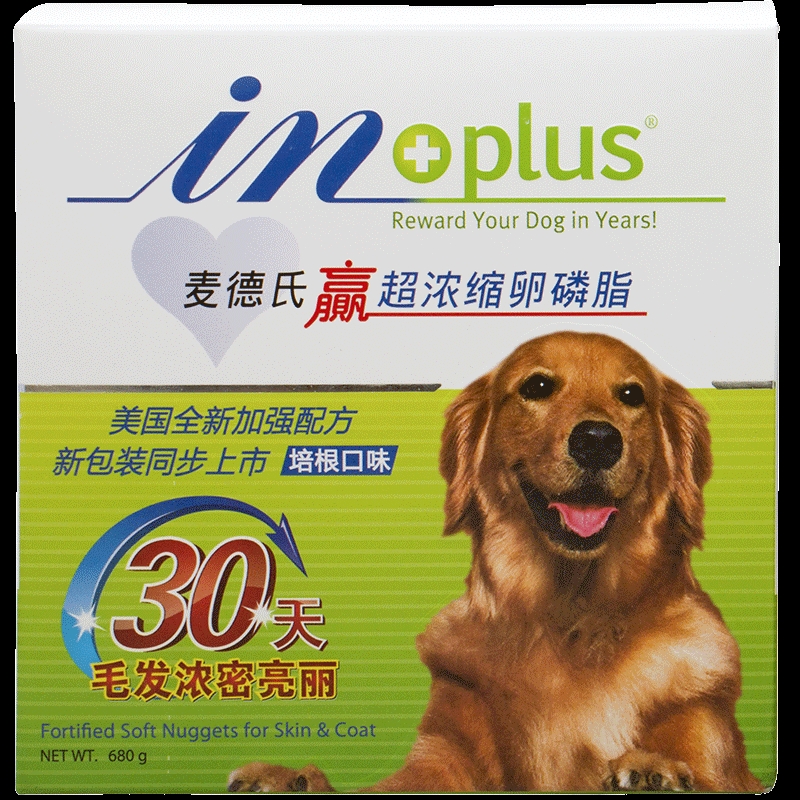 in plus®
Reward Your Dog in Years!
麦德氏赢超浓缩卵磷脂
美国全新加强配方
新包装同步上市 培根口味
30天
毛发浓密亮丽
Fortified Soft Nuggets for Skin & Coat
NET WT. 680 g